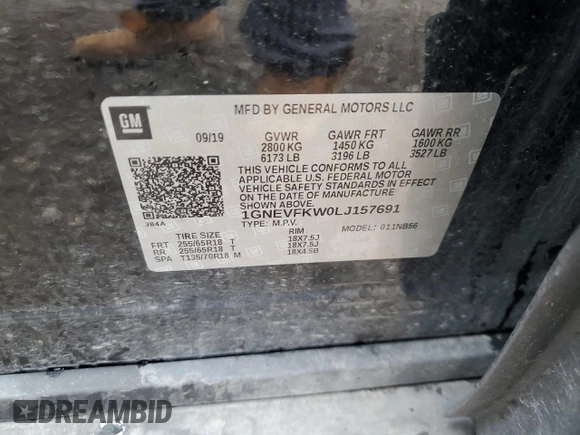 GM
MFD BY GENERAL MOTORS LLC
09/19 GVWR GAWR FRT GAWR RR
2800 KG 1450 KG 1600 KG
6173 LB 3196 LB 3527 LB
THIS VEHICLE CONFORMS TO ALL
APPLICABLE U.S. FEDERAL MOTOR
VEHICLE SAFETY STANDARDS IN EFFECT
ON THE DATE OF MANUFACTURE
SHOWN ABOVE.
384A 1GNEVFKW0LJ157691
TYPE: M.P.V. MODEL: 011NB56
TIRE SIZE RIM
FRT 255/65R18 T 18X7.5J
RR 255/65R18 T 18X7.5J
SPA T135/70R18 M 18X4.5B
DREAMBID